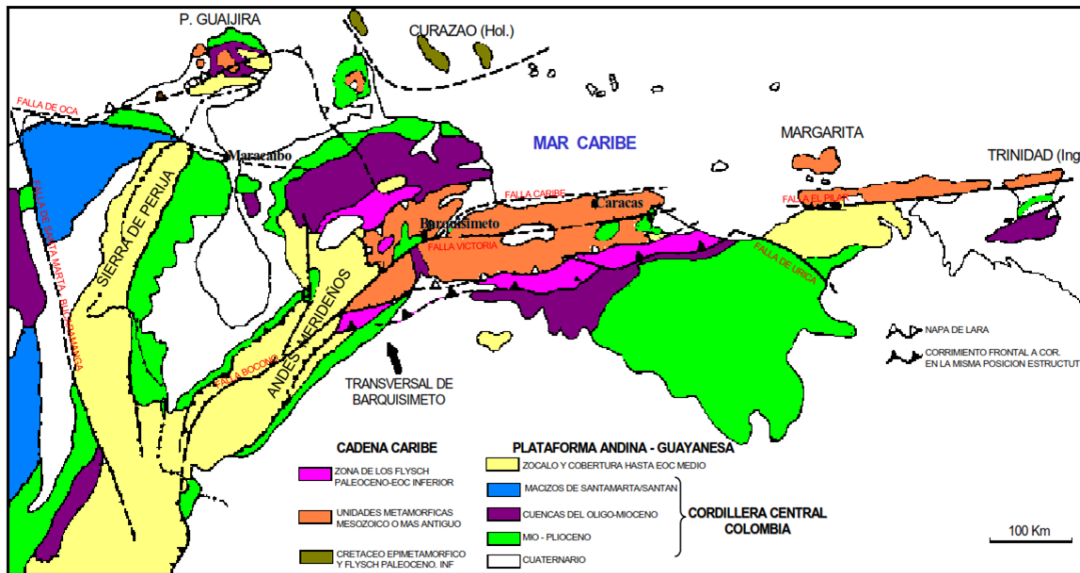 P. GUAIJIRA
CURAZAO (Hol.)
FALLA DE OCA
Maracaibo
MAR CARIBE
MARGARITA
TRINIDAD (Ing
FALLA DE SANTA MARTA - BUCARAMANGA
SIERRA DE PERIJA
FALLA CARIBE
Caracas
FALLA EL PILAR
Barquisimeto
FALLA VICTORIA
FALLA DE URICA
ANDES MERIDEÑOS
FALLA BOCONO
NAPA DE LARA
CORRIMIENTO FRONTAL A COR.
EN LA MISMA POSICION ESTRUCTUT
TRANSVERSAL DE
BARQUISIMETO
CADENA CARIBE
ZONA DE LOS FLYSCH
PALEOCENO-EOC INFERIOR
UNIDADES METAMORFICAS
MESOZOICO O MAS ANTIGUO
CRETACEO EPIMETAMORFICO
Y FLYSCH PALEOCENO. INF
PLATAFORMA ANDINA - GUAYANESA
ZOCALO Y COBERTURA HASTA EOC MEDIO
MACIZOS DE SANTAMARTA/SANTAN
CUENCAS DEL OLIGO-MIOCENO
MIO - PLIOCENO
CUATERNARIO
CORDILLERA CENTRAL
COLOMBIA
100 Km